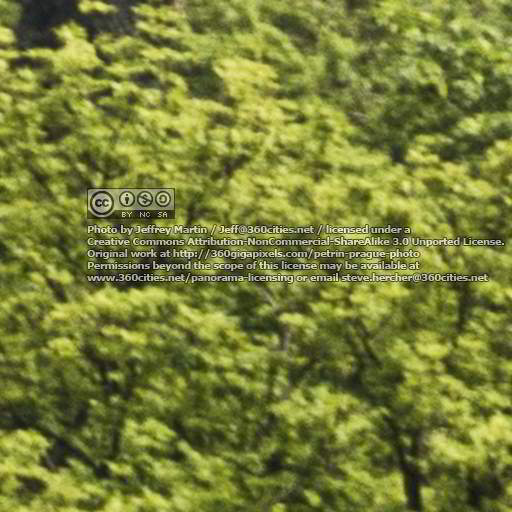 cc BY NC SA
Photo by Jeffrey Martin / Jeff@360cities.net / licensed under a
Creative Commons Attribution-NonCommercial-ShareAlike 3.0 Unported License.
Original work at http://360gigapixels.com/petrin-prague-photo
Permissions beyond the scope of this license may be available at
www.360cities.net/panorama-licensing or email steve.hercher@360cities.net